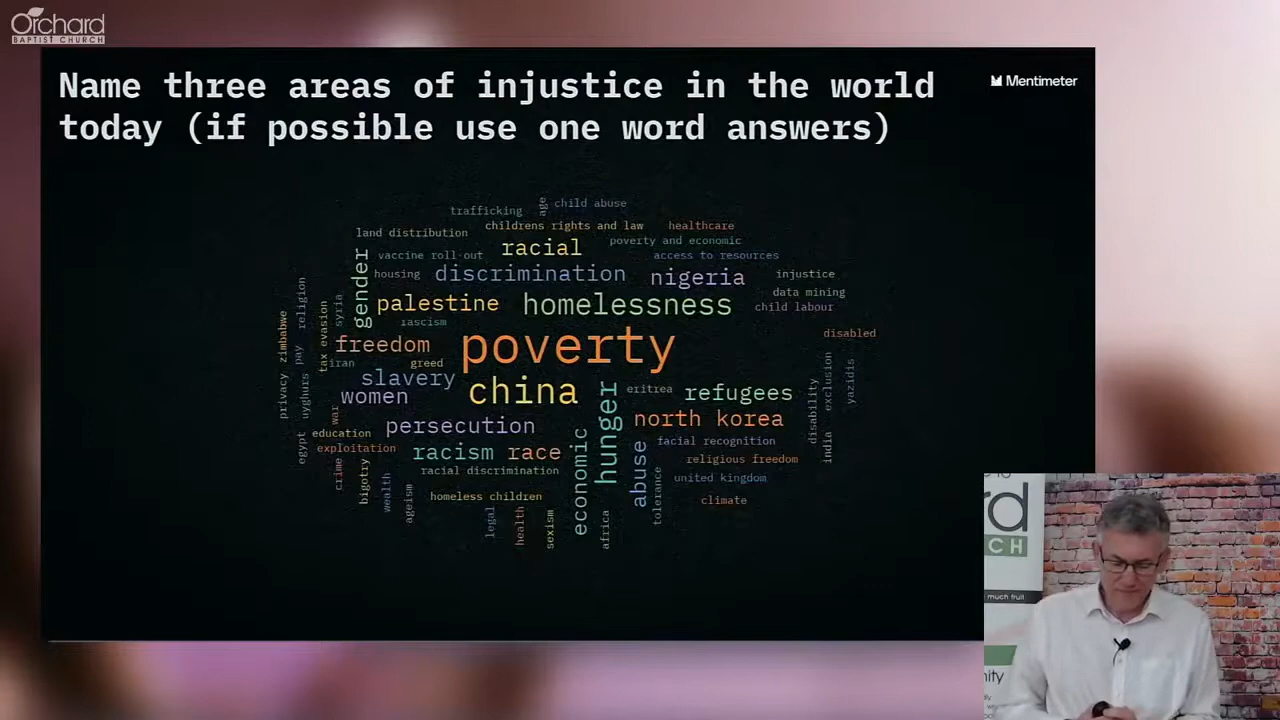 Orchard
BAPTIST CHURCH
Name three areas of injustice in the world
today (if possible use one word answers)
Mentimeter
trafficking
age
child abuse
land distribution
childrens rights and law
healthcare
vaccine roll-out
racial
poverty and economic
access to resources
gender
housing
discrimination
nigeria
injustice
data mining
religion
syria
palestine
homelessness
child labour
rascism
zimbabwe
tax evasion
freedom
poverty
disabled
iran
greed
pay
slavery
china
eritrea
refugees
exclusion
yazidis
privacy
uyghurs
women
hunger
north korea
disability
war
persecution
education
facial recognition
egypt
exploitation
racism
race
economic
abuse
religious freedom
india
crime
bigotry
racial discrimination
united kingdom
wealth
ageism
homeless children
tolerance
climate
legal
health
sexism
africa
rd
CH
much fruit
nity